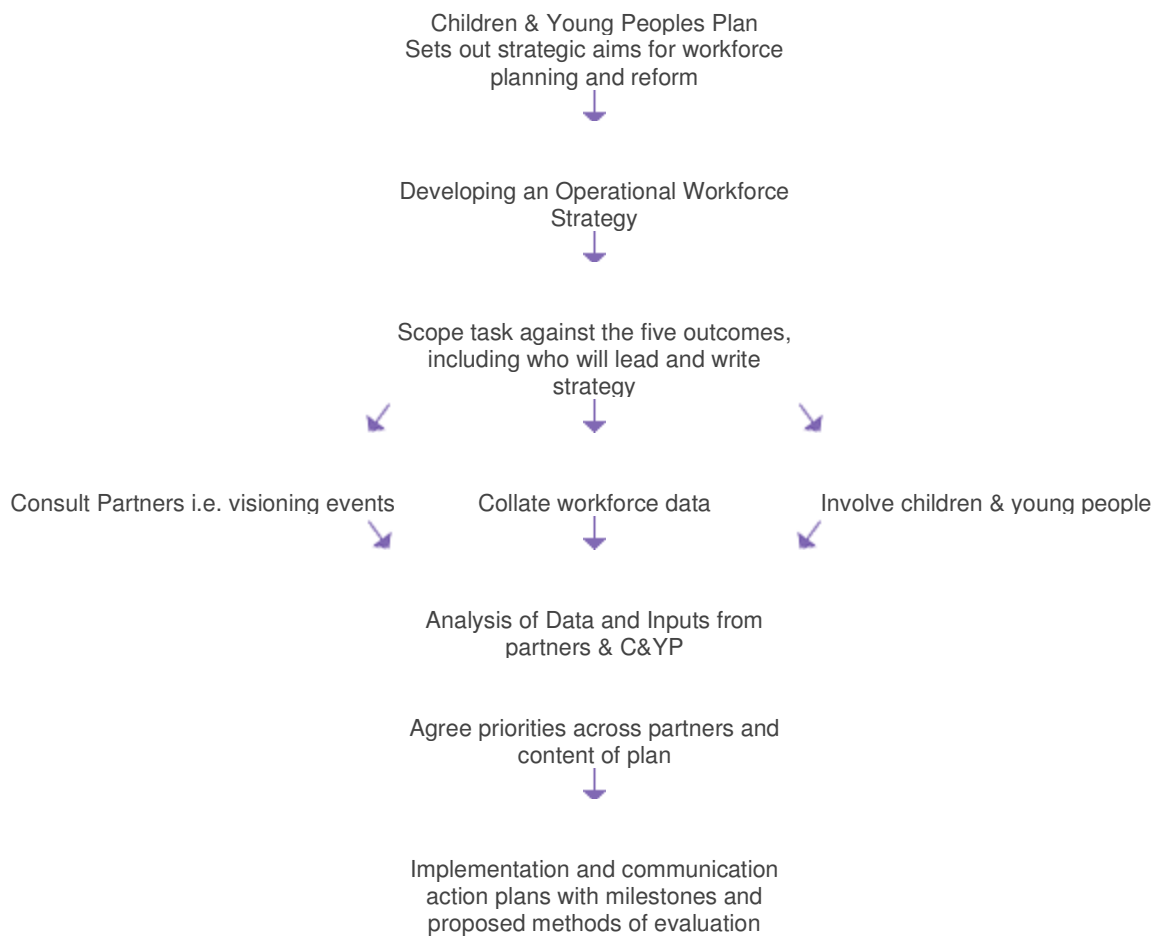 Children & Young Peoples Plan
Sets out strategic aims for workforce
planning and reform
Developing an Operational Workforce
Strategy
Scope task against the five outcomes,
including who will lead and write
strategy
Consult Partners i.e. visioning events
Collate workforce data
Involve children & young people
Analysis of Data and Inputs from
partners & C&YP
Agree priorities across partners and
content of plan
Implementation and communication
action plans with milestones and
proposed methods of evaluation